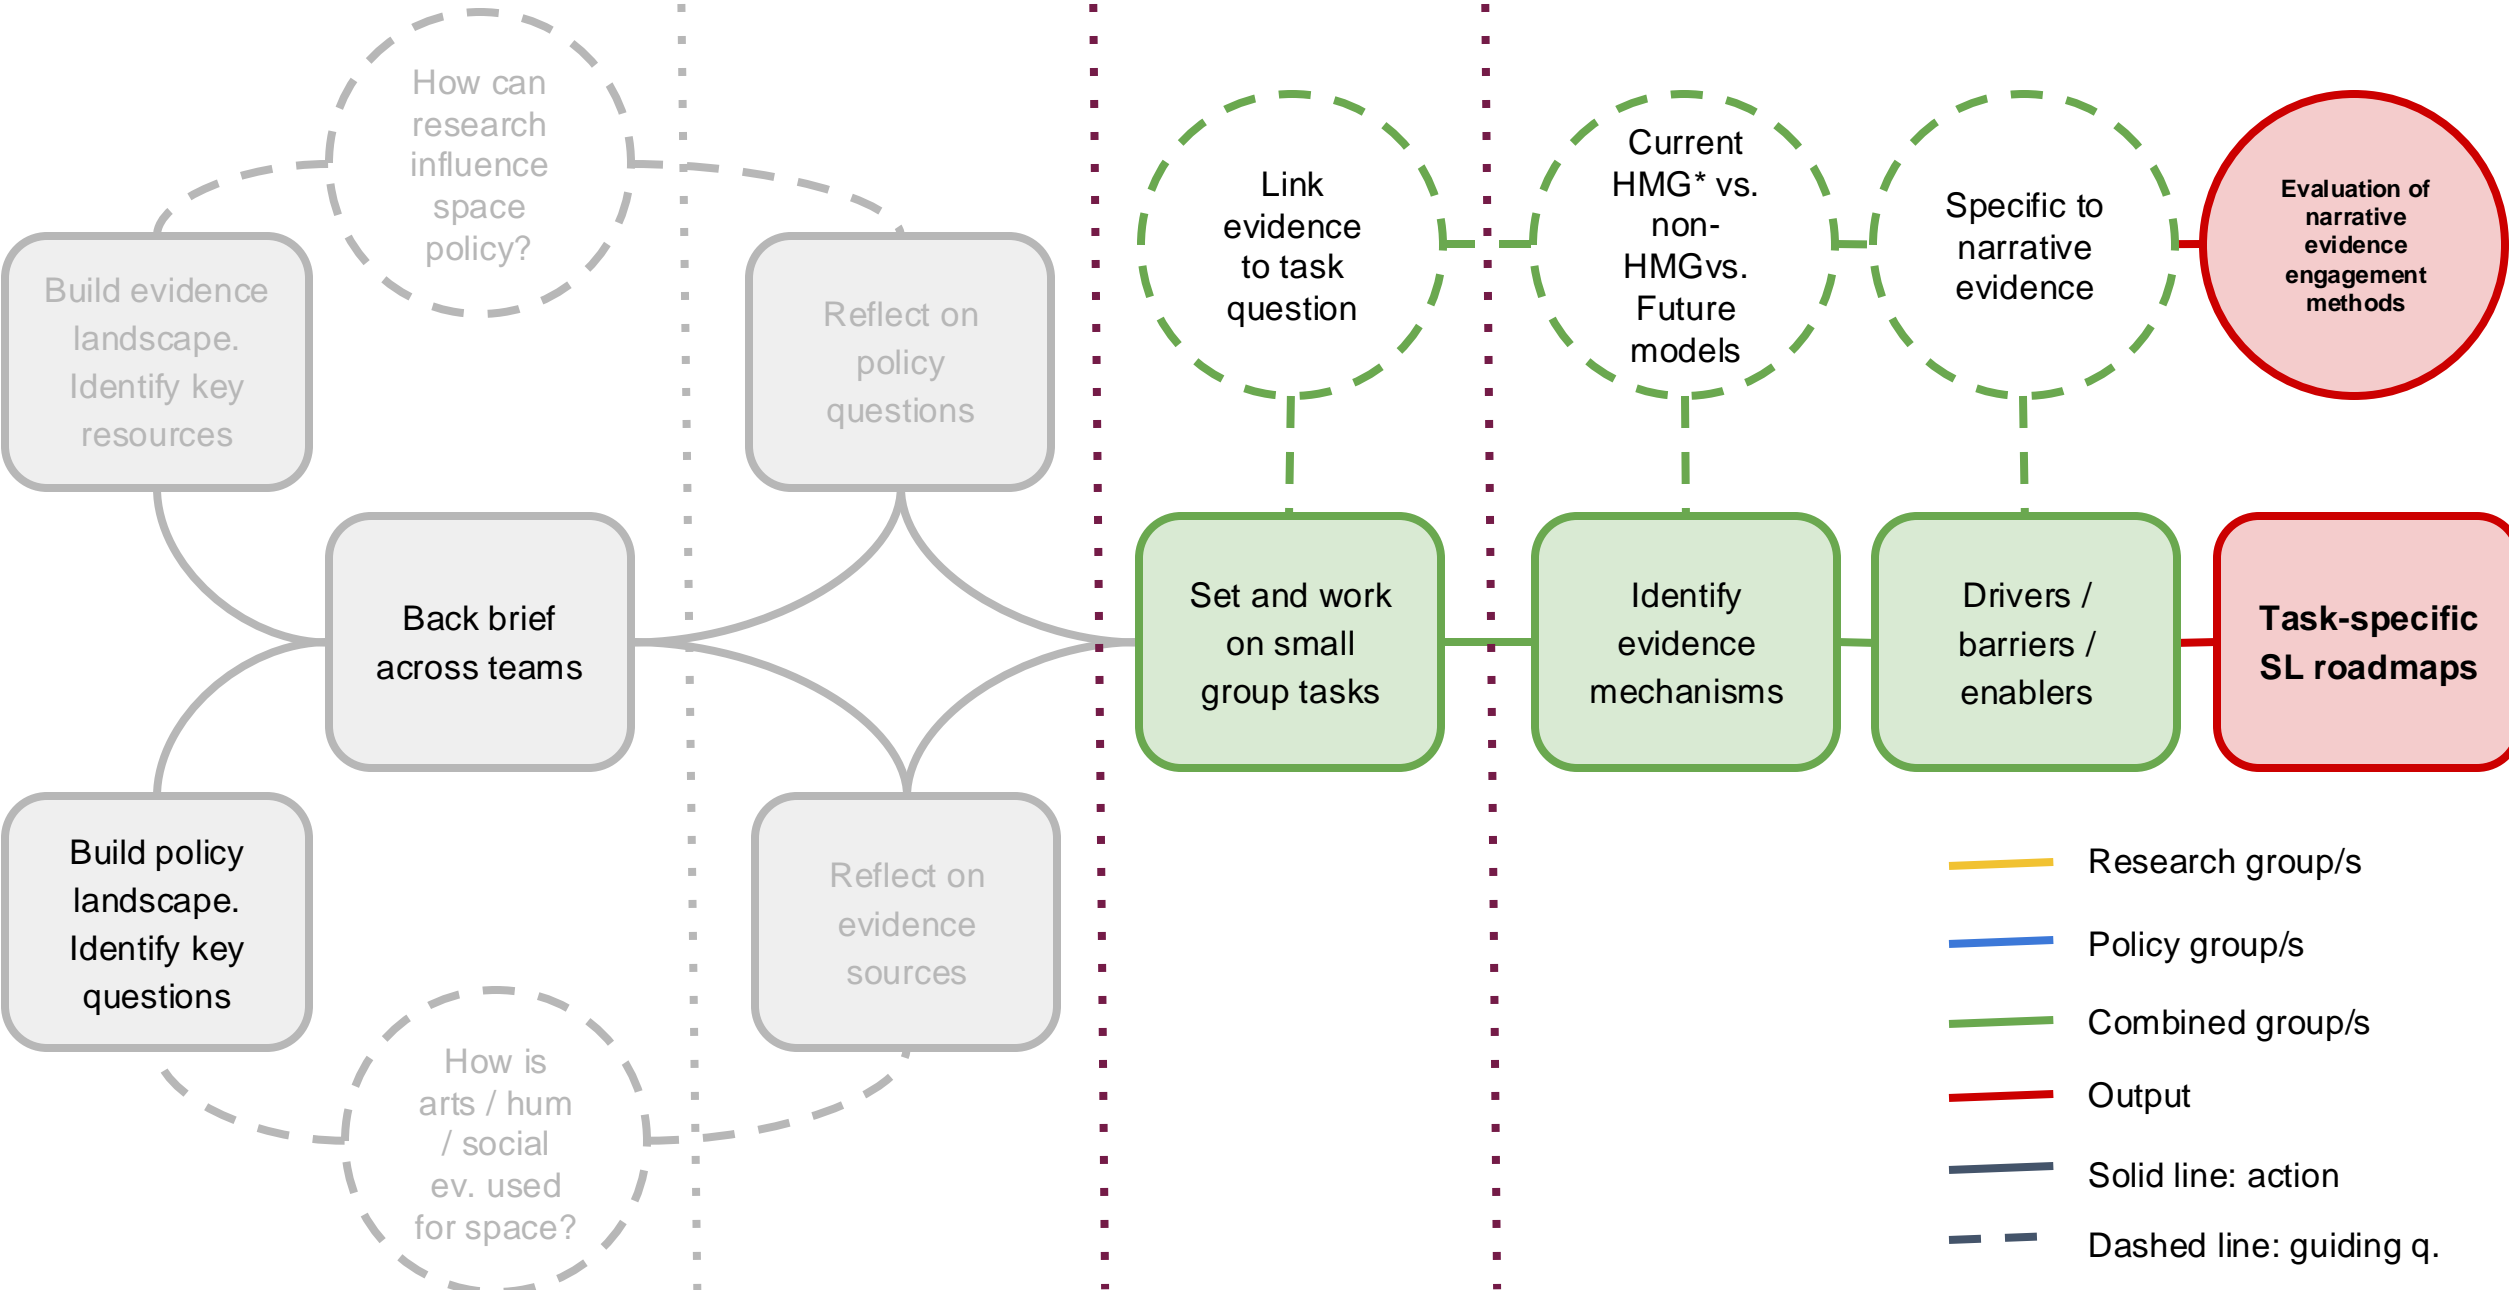 How can
research
influence
space
policy?
Build evidence
landscape.
Identify key
resources
Reflect on
policy
questions
Link
evidence
to task
question
Current
HMG* vs.
non-
HMGvs.
Future
models
Specific to
narrative
evidence
Evaluation of
narrative
evidence
engagement
methods
Back brief
across teams
Set and work
on small
group tasks
Identify
evidence
mechanisms
Drivers /
barriers /
enablers
Task-specific
SL roadmaps
Build policy
landscape.
Identify key
questions
Reflect on
evidence
sources
How is
arts / hum
/ social
ev. used
for space?
Research group/s
Policy group/s
Combined group/s
Output
Solid line: action
Dashed line: guiding q.